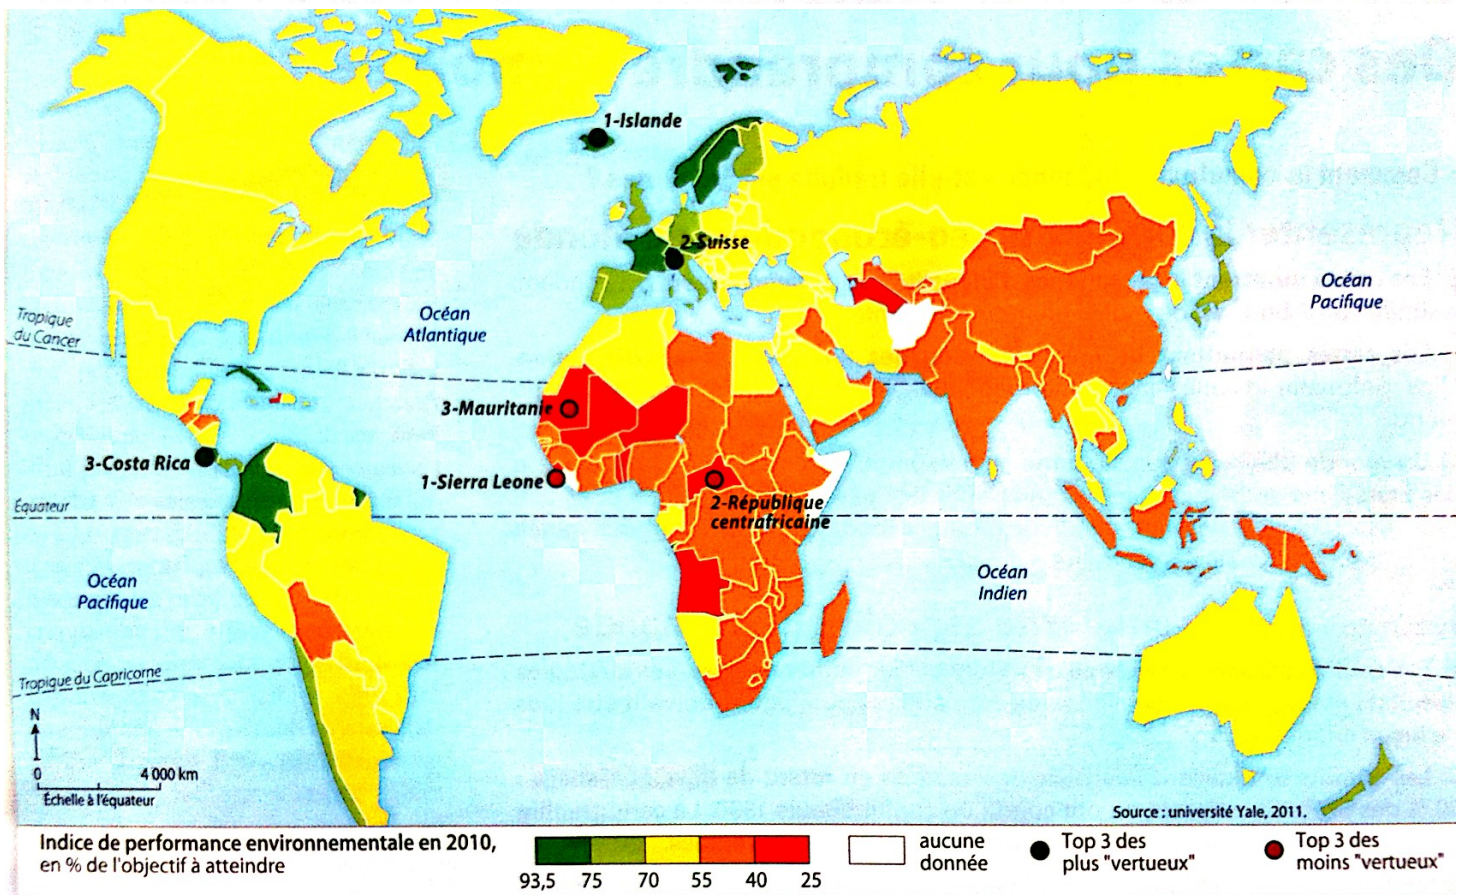 1-Islande
2-Suisse
Océan
Atlantique
Océan
Pacifique
Tropique
du Cancer
3-Mauritanie
3-Costa Rica
1-Sierra Leone
2-République
centrafricaine
Équateur
Océan
Pacifique
Océan
Indien
Tropique du Capricorne
N
0 4 000 km
Échelle à l'équateur
Source : université Yale, 2011.
Indice de performance environnementale en 2010,
en % de l'objectif à atteindre
93,5 75 70 55 40 25
aucune
donnée
Top 3 des
plus "vertueux"
Top 3 des
moins "vertueux"